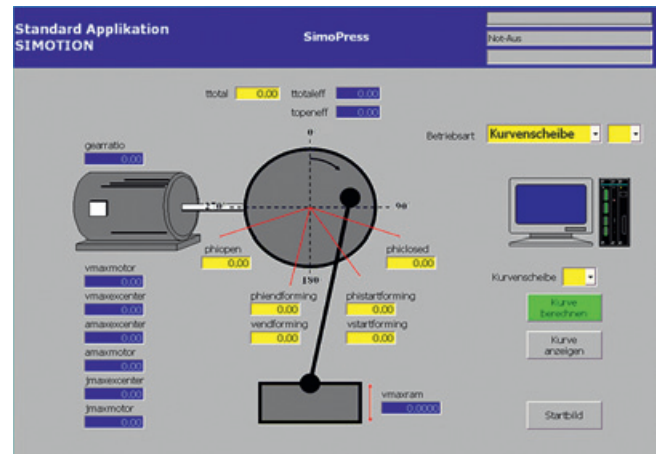 Standard Applikation
SIMOTION
SimoPress
Not-Aus
ttotal 0.00 ttotaleff 0.00
topeneff 0.00
Betriebsart Kurvenscheibe
gearratio
0.00
0
270
90
180
phiopen
0,00
phiclosed
0,00
Kurvenscheibe
vmaxmotor
0.00
vmaxexcenter
0.00
amaxexcenter
0.00
amaxmotor
0.00
jmaxexcenter
0.00
jmaxmotor
0.00
phiendforming
0.00
phistartforming
0.00
vendforming
0.00
vstartforming
0.00
Kurve
berechnen
Kurve
anzeigen
vmaxram
0.0000
Startbild